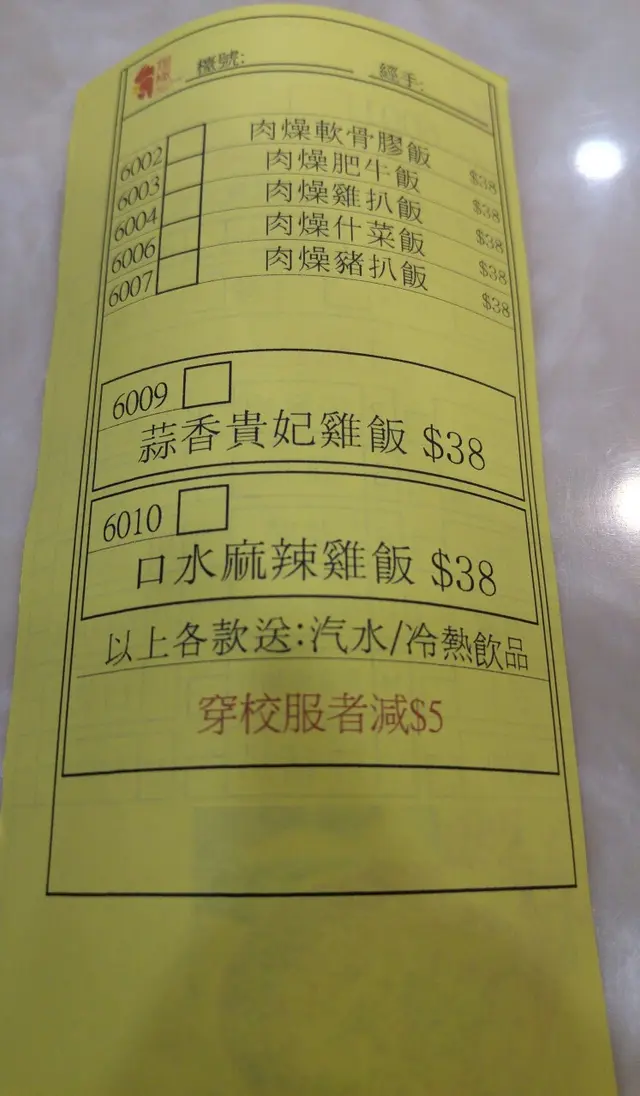 檯號:
經手:
6002 肉燥軟骨膠飯 $38
6003 肉燥肥牛飯 $38
6004 肉燥雞扒飯 $38
6006 肉燥什菜飯 $38
6007 肉燥豬扒飯 $38
6009
蒜香貴妃雞飯 $38
6010
口水麻辣雞飯 $38
以上各款送:汽水/冷熱飲品
穿校服者減$5